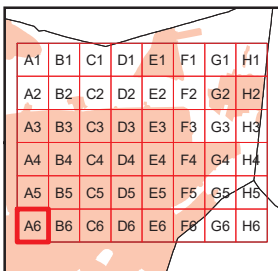 A1 B1 C1 D1 E1 F1 G1 H1
A2 B2 C2 D2 E2 F2 G2 H2
A3 B3 C3 D3 E3 F3 G3 H3
A4 B4 C4 D4 E4 F4 G4 H4
A5 B5 C5 D5 E5 F5 G5 H5
A6 B6 C6 D6 E6 F6 G6 H6